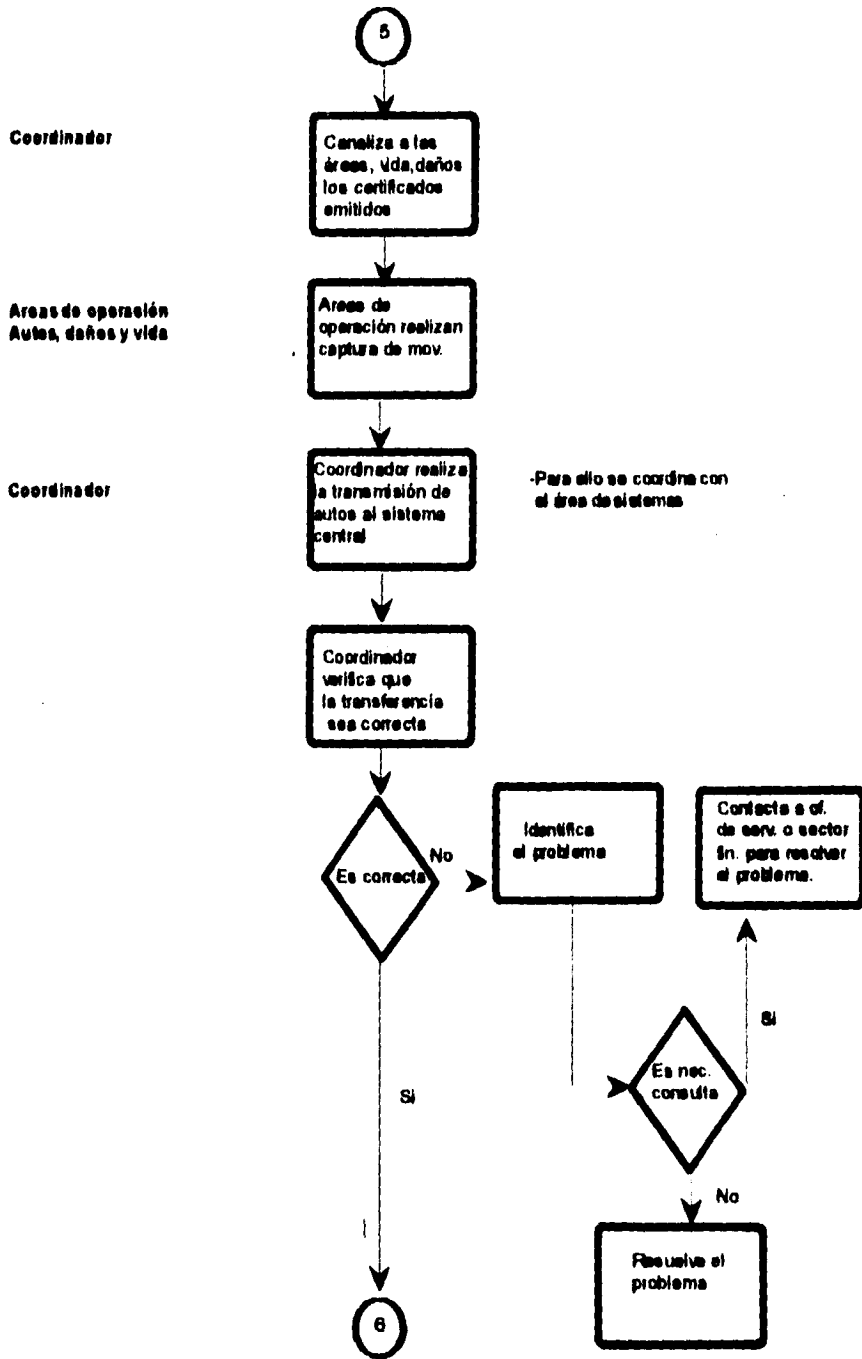 5
Coordinador
Canaliza a las
áreas, vida, daños
los certificados
emitidos
Areas de operación
Autos, daños y vida
Areas de
operación realizan
captura de mov.
Coordinador
Coordinador realiza
la transmisión de
autos al sistema
central
-Para ello se coordina con
el área de sistemas
Coordinador
verifica que
la transferencia
sea correcta
Es correcta
No
Identifica
el problema
Contacta a of.
de serv. o sector
fin. para resolver
el problema.
Si
Es nec.
consulta
Si
No
Resuelve el
problema
6